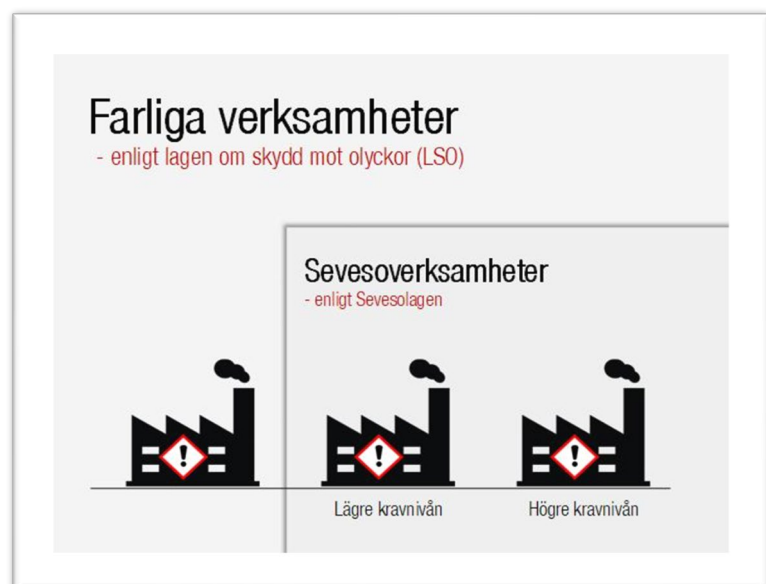 Farliga verksamheter
- enligt lagen om skydd mot olyckor (LSO)
Sevesoverksamheter
- enligt Sevesolagen
! ! !
Lägre kravnivån Högre kravnivån